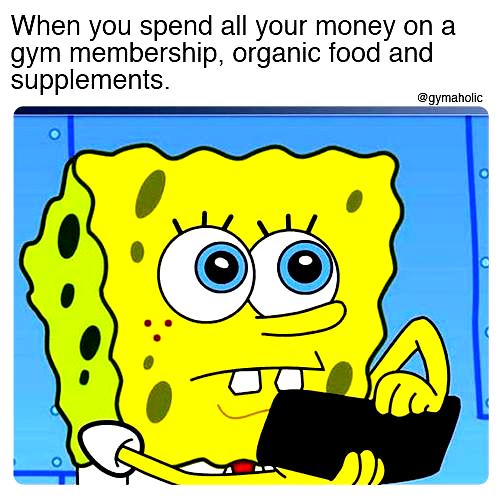 When you spend all your money on a
gym membership, organic food and
supplements.
@gymaholic